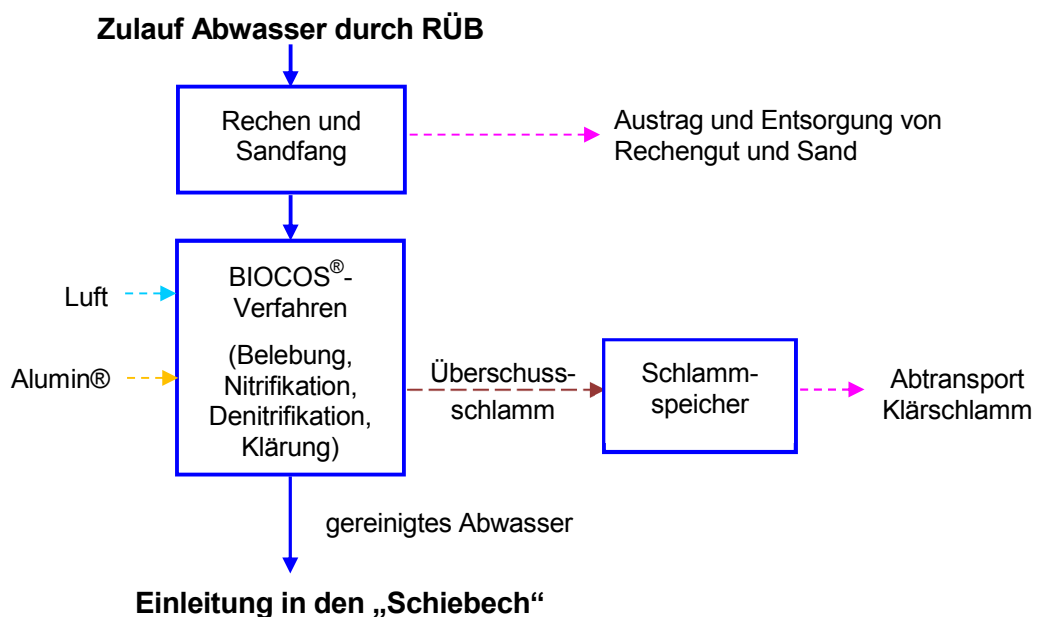 Zulauf Abwasser durch RÜB
Rechen und
Sandfang
Austrag und Entsorgung von
Rechengut und Sand
BIOCOS®-
Verfahren
(Belebung,
Nitrifikation,
Denitrifikation,
Klärung)
Luft
Alumin®
Überschuss-
schlamm
Schlamm-
speicher
Abtransport
Klärschlamm
gereinigtes Abwasser
Einleitung in den „Schiebech“